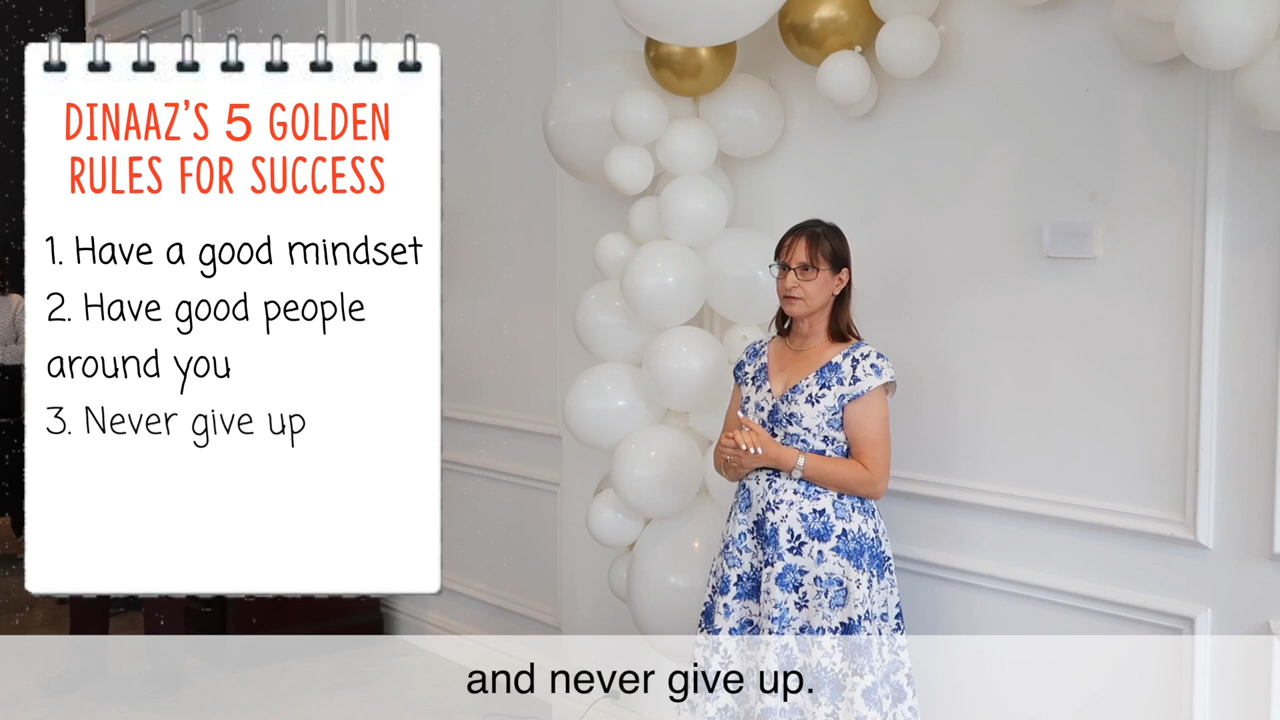 DINAAZ'S 5 GOLDEN
RULES FOR SUCCESS
1. Have a good mindset
2. Have good people
around you
3. Never give up
and never give up.